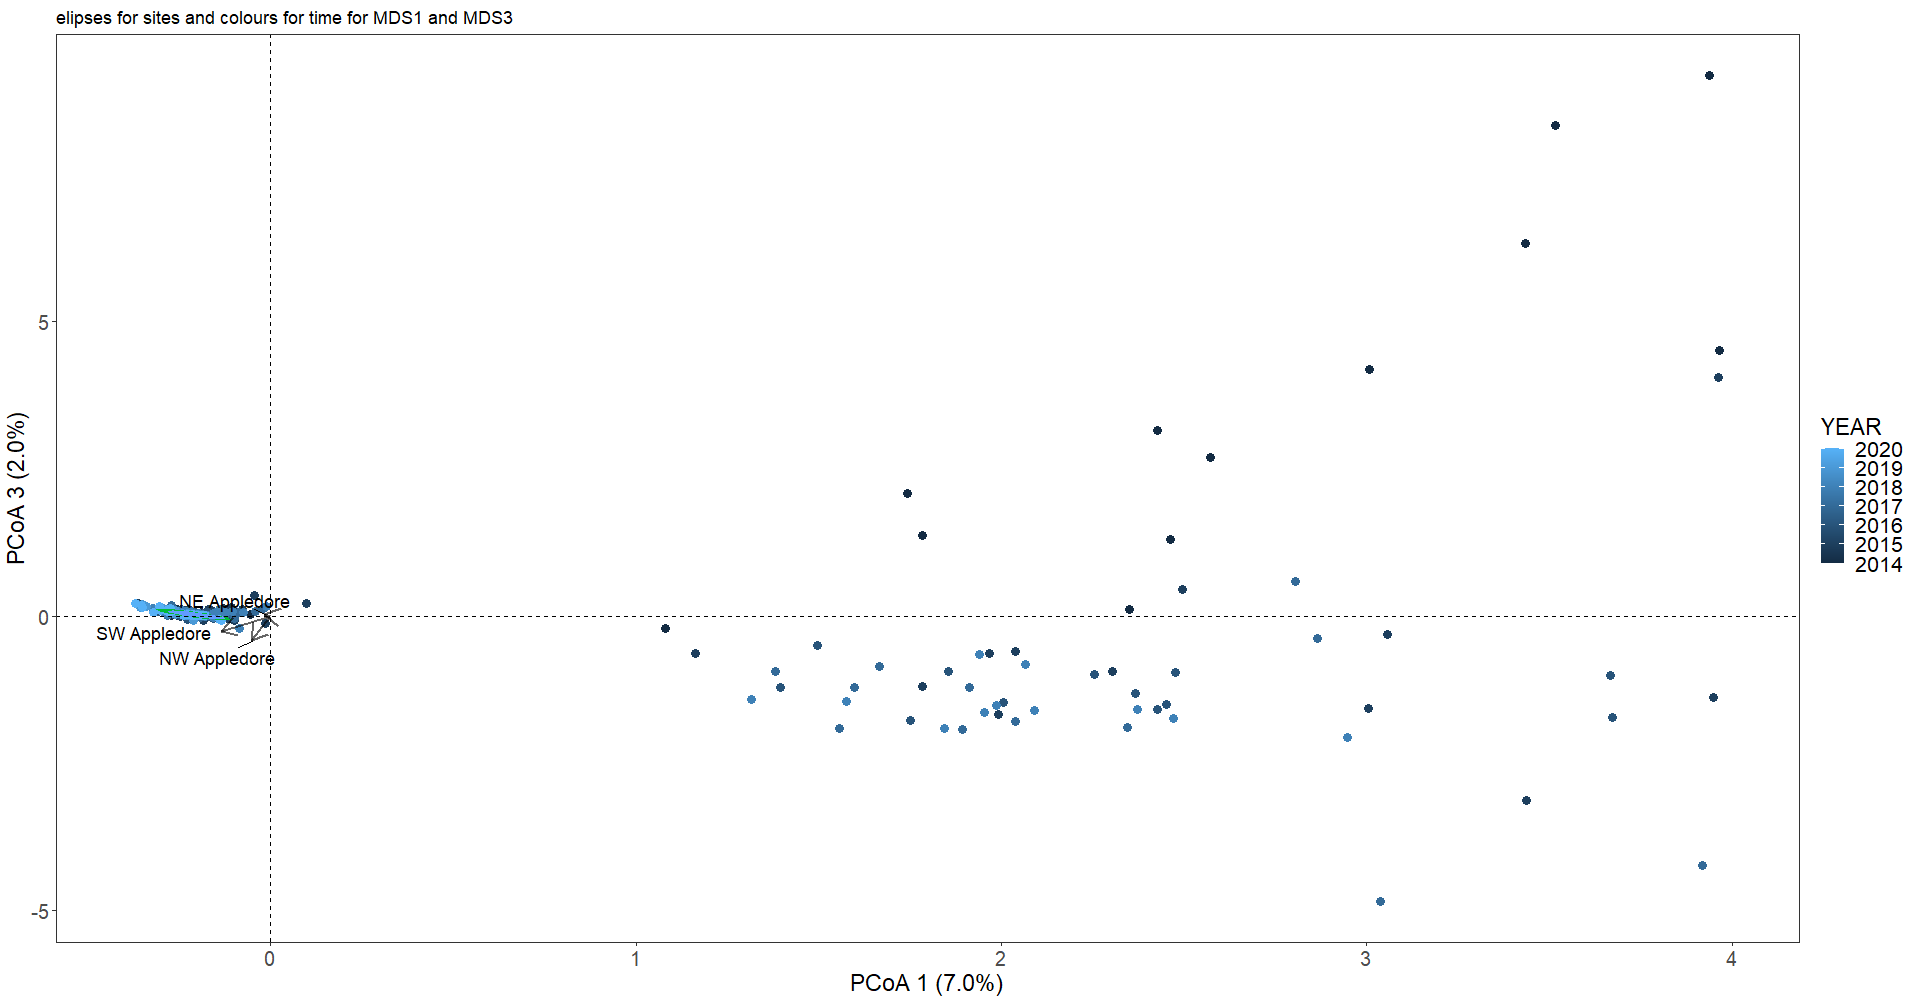 elipses for sites and colours for time for MDS1 and MDS3
PCoA 3 (2.0%)
5
0
-5
NE Appledore
SW Appledore
NW Appledore
0
1
2
3
4
PCoA 1 (7.0%)
YEAR
2020
2019
2018
2017
2016
2015
2014